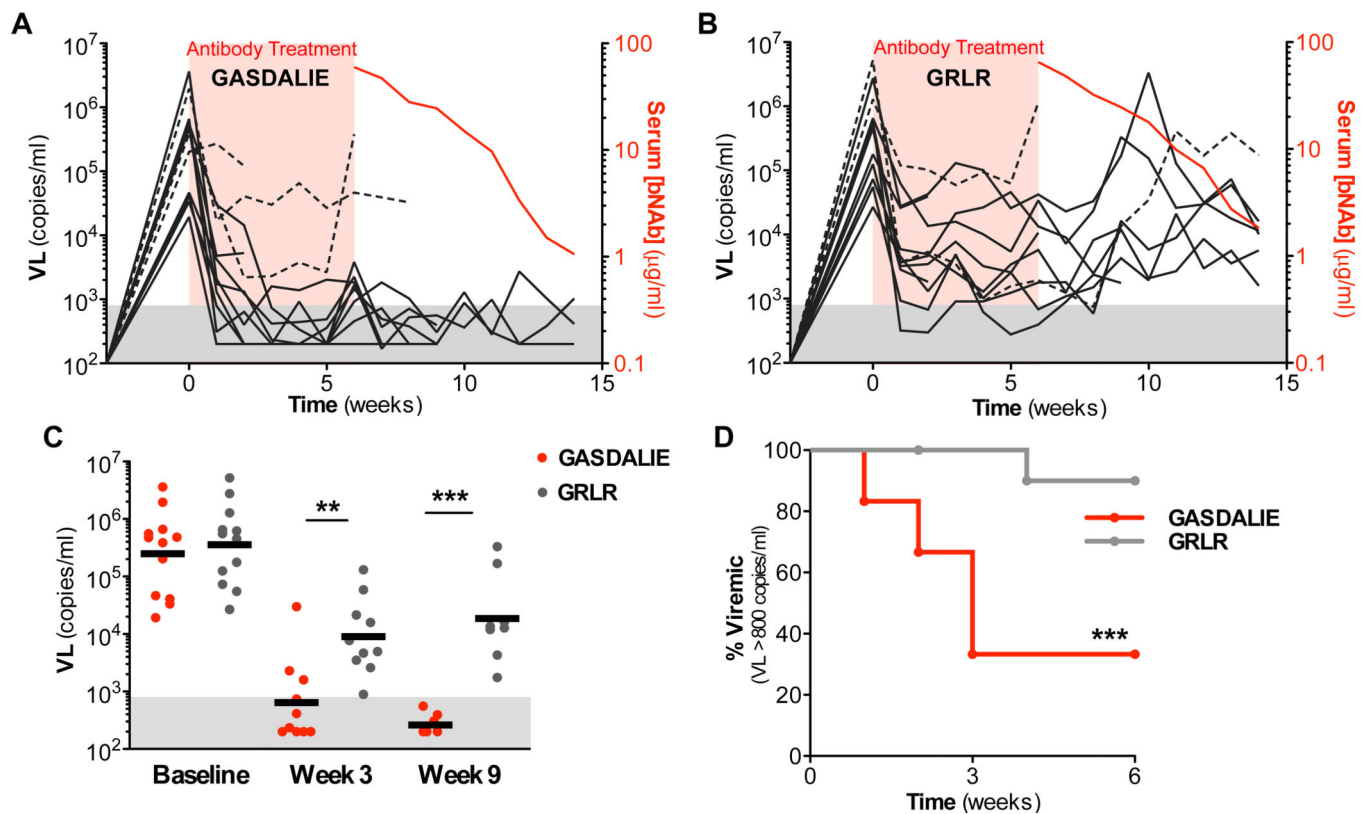 A
Antibody Treatment
GASDALIE
VL (copies/ml)
10^7
10^6
10^5
10^4
10^3
10^2
0
5
10
15
Time (weeks)
100
10
1
0.1
Serum [bNAb] (μg/ml)
B
Antibody Treatment
GRLR
VL (copies/ml)
10^7
10^6
10^5
10^4
10^3
10^2
0
5
10
15
Time (weeks)
100
10
1
0.1
Serum [bNAb] (μg/ml)
C
VL (copies/ml)
10^7
10^6
10^5
10^4
10^3
10^2
**
***
GASDALIE
GRLR
Baseline
Week 3
Week 9
D
% Viremic
(VL >800 copies/ml)
100
80
60
40
20
0
GASDALIE
GRLR
***
0
3
6
Time (weeks)